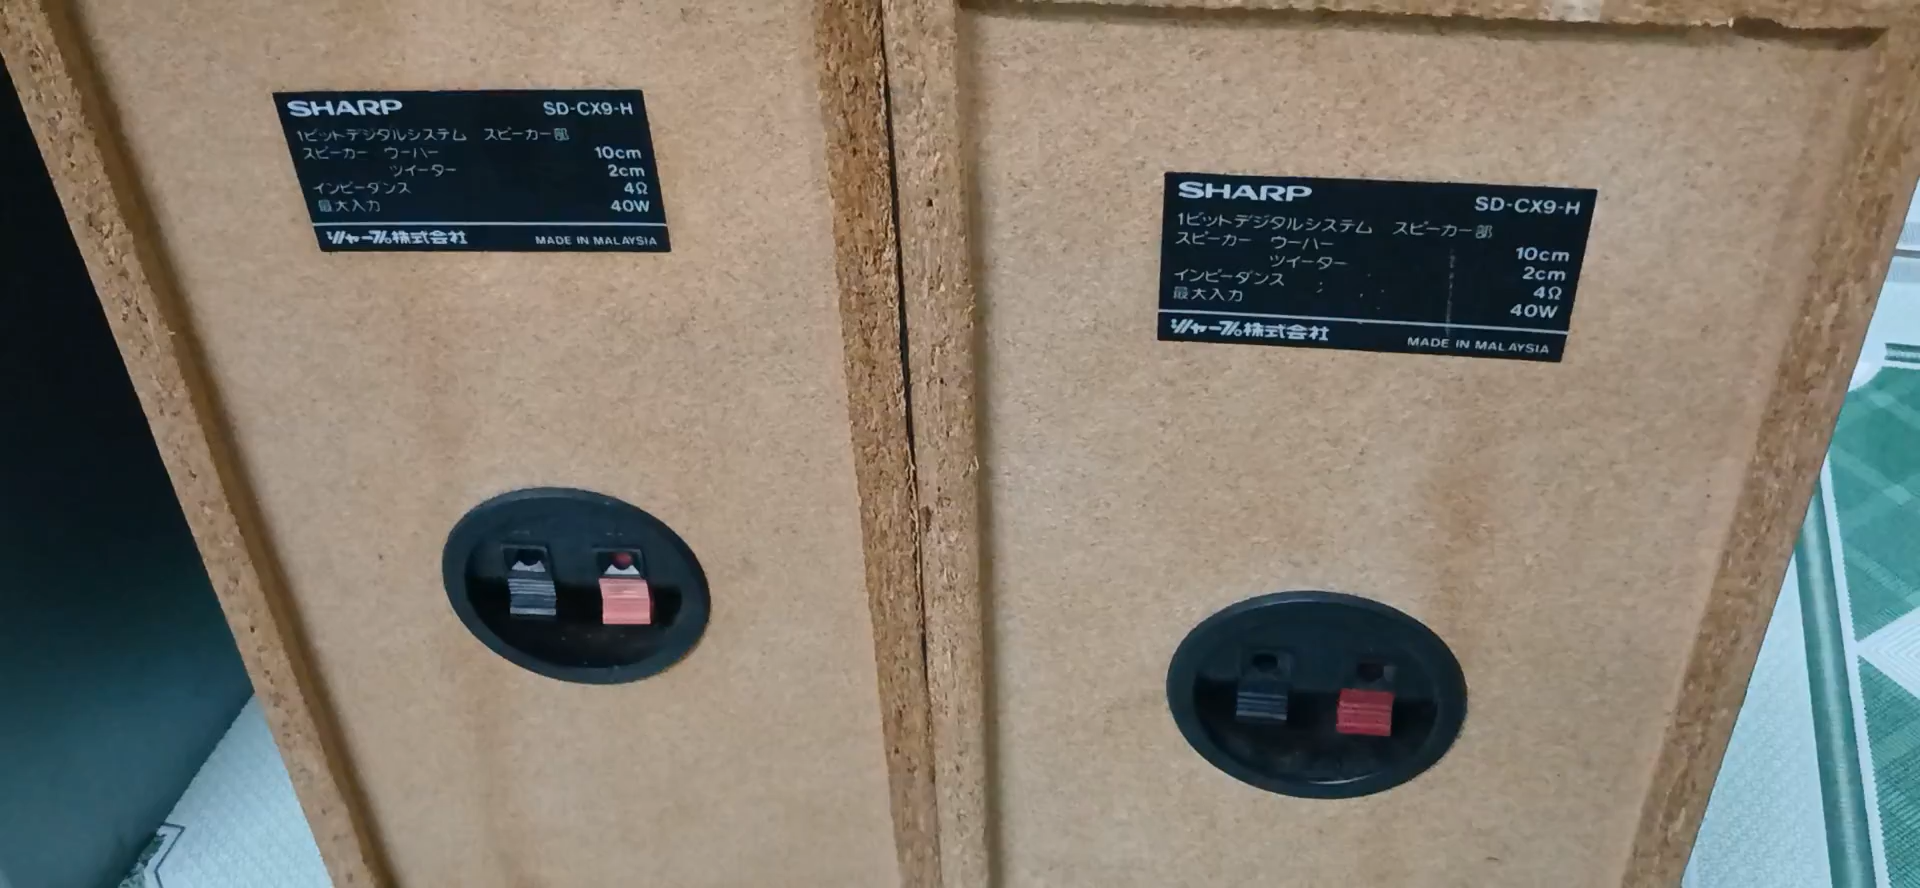 SHARP SD-CX9-H
1ビットデジタルシステム スピーカー部
スピーカー ウーハー 10cm
ツイーター 2cm
インピーダンス 4Ω
最大入力 40W
シャープ株式会社 MADE IN MALAYSIA
SHARP SD-CX9-H
1ビットデジタルシステム スピーカー部
スピーカー ウーハー 10cm
ツイーター 2cm
インピーダンス 4Ω
最大入力 40W
シャープ株式会社 MADE IN MALAYSIA